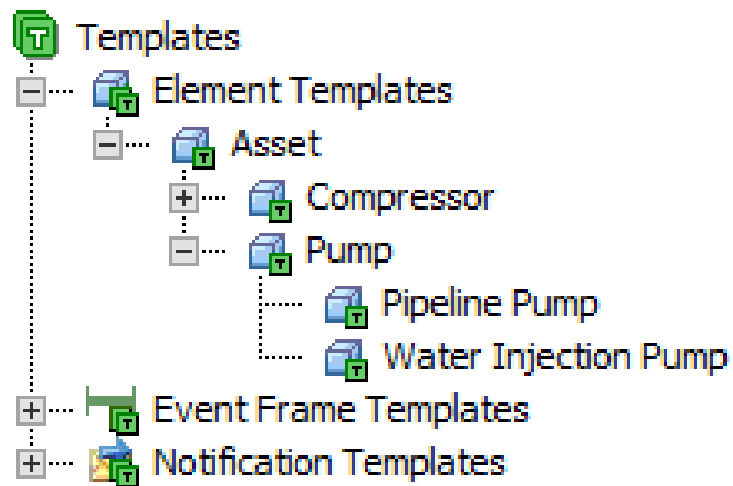 Templates
Element Templates
Asset
Compressor
Pump
Pipeline Pump
Water Injection Pump
Event Frame Templates
Notification Templates